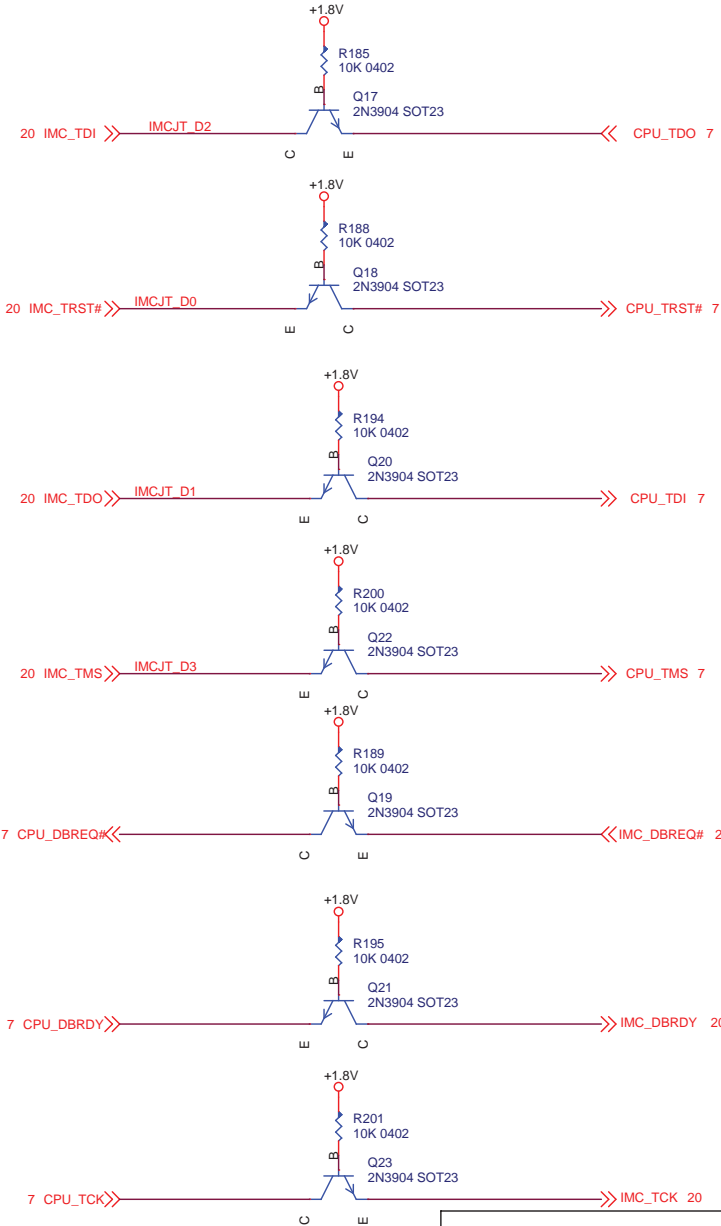 +1.8V
R185
10K 0402
B
Q17
2N3904 SOT23
20 IMC_TDI
IMCJT_D2
CPU_TDO 7
C
E
+1.8V
R188
10K 0402
B
Q18
2N3904 SOT23
20 IMC_TRST#
IMCJT_D0
CPU_TRST# 7
E
C
+1.8V
R194
10K 0402
B
Q20
2N3904 SOT23
20 IMC_TDO
IMCJT_D1
CPU_TDI 7
E
C
+1.8V
R200
10K 0402
B
Q22
2N3904 SOT23
20 IMC_TMS
IMCJT_D3
CPU_TMS 7
E
C
+1.8V
R189
10K 0402
B
Q19
2N3904 SOT23
7 CPU_DBREQ#
IMC_DBREQ# 2
C
E
+1.8V
R195
10K 0402
B
Q21
2N3904 SOT23
7 CPU_DBRDY
IMC_DBRDY 20
E
C
+1.8V
R201
10K 0402
B
Q23
2N3904 SOT23
7 CPU_TCK
IMC_TCK 20
C
E